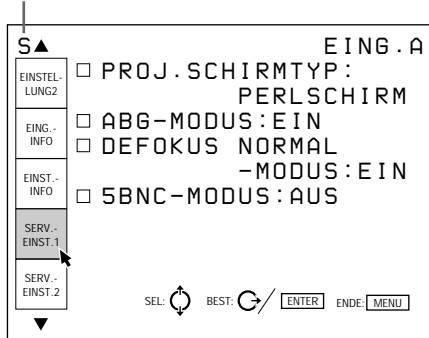 S▲ EING.A
EINSTEL-
LUNG2
EING.-
INFO
EINST.-
INFO
SERV.-
EINST.1
SERV.-
EINST.2
▼
□ PROJ.SCHIRMTYP:
PERLSCHIRM
□ ABG-MODUS:EIN
□ DEFOKUS NORMAL
-MODUS:EIN
□ 5BNC-MODUS:AUS
SEL: BEST: / ENTER ENDE: MENU